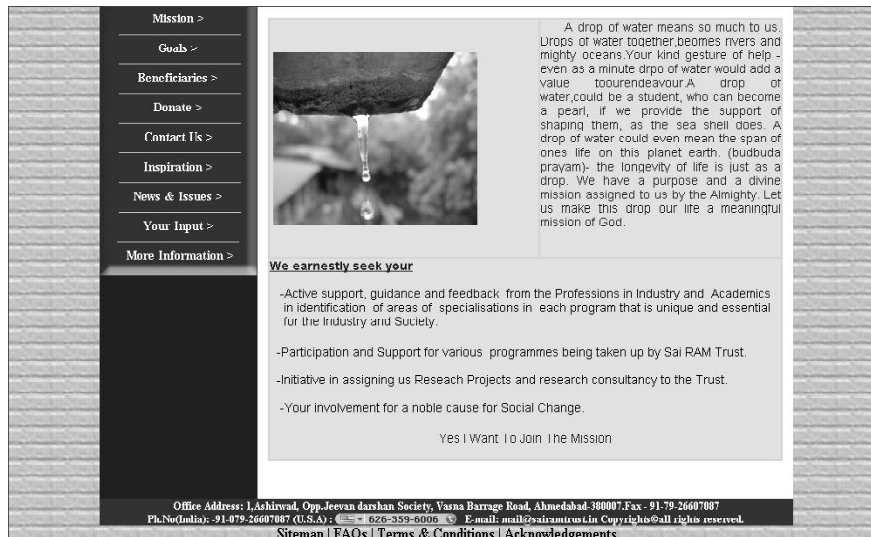 Mission >
Goals >
Beneficiaries >
Donate >
Contact Us >
Inspiration >
News & Issues >
Your Input >
More Information >
A drop of water means so much to us.
Drops of water together,beomes rivers and
mighty oceans.Your kind gesture of help -
even as a minute drpo of water would add a
value toourendeavour.A drop of
water,could be a student, who can become
a pearl, if we provide the support of
shaping them, as the sea shell does. A
drop of water could even mean the span of
ones life on this planet earth. (budbuda
prayam)- the longevity of life is just as a
drop. We have a purpose and a divine
mission assigned to us by the Almighty. Let
us make this drop our life a meaningful
mission of God.
We earnestly seek your
-Active support, guidance and feedback from the Professions in Industry and Academics
in identification of areas of specialisations in each program that is unique and essential
for the Industry and Society.
-Participation and Support for various programmes being taken up by Sai RAM Trust.
-Initiative in assigning us Reseach Projects and research consultancy to the Trust.
-Your involvement for a noble cause for Social Change.
Yes I Want To Join The Mission
Office Address: 1,Ashirwad, Opp.Jeevan darshan Society, Vasna Barrage Road, Ahmedabad-380007.Fax - 91-79-26607087
Ph.No(India): -91-079-26607087 (U.S.A) : 626-359-6006 E-mail: mail@sairamtrust.in Copyrights©all rights reserved.
Sitemap | FAQs | Terms & Conditions | Acknowledgements